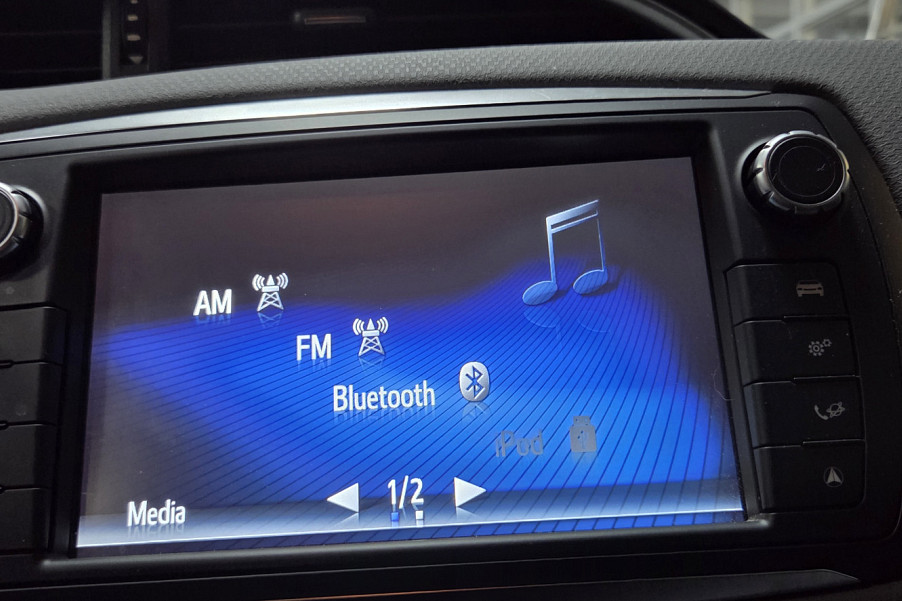 AM
FM
Bluetooth
iPod
1/2
Media